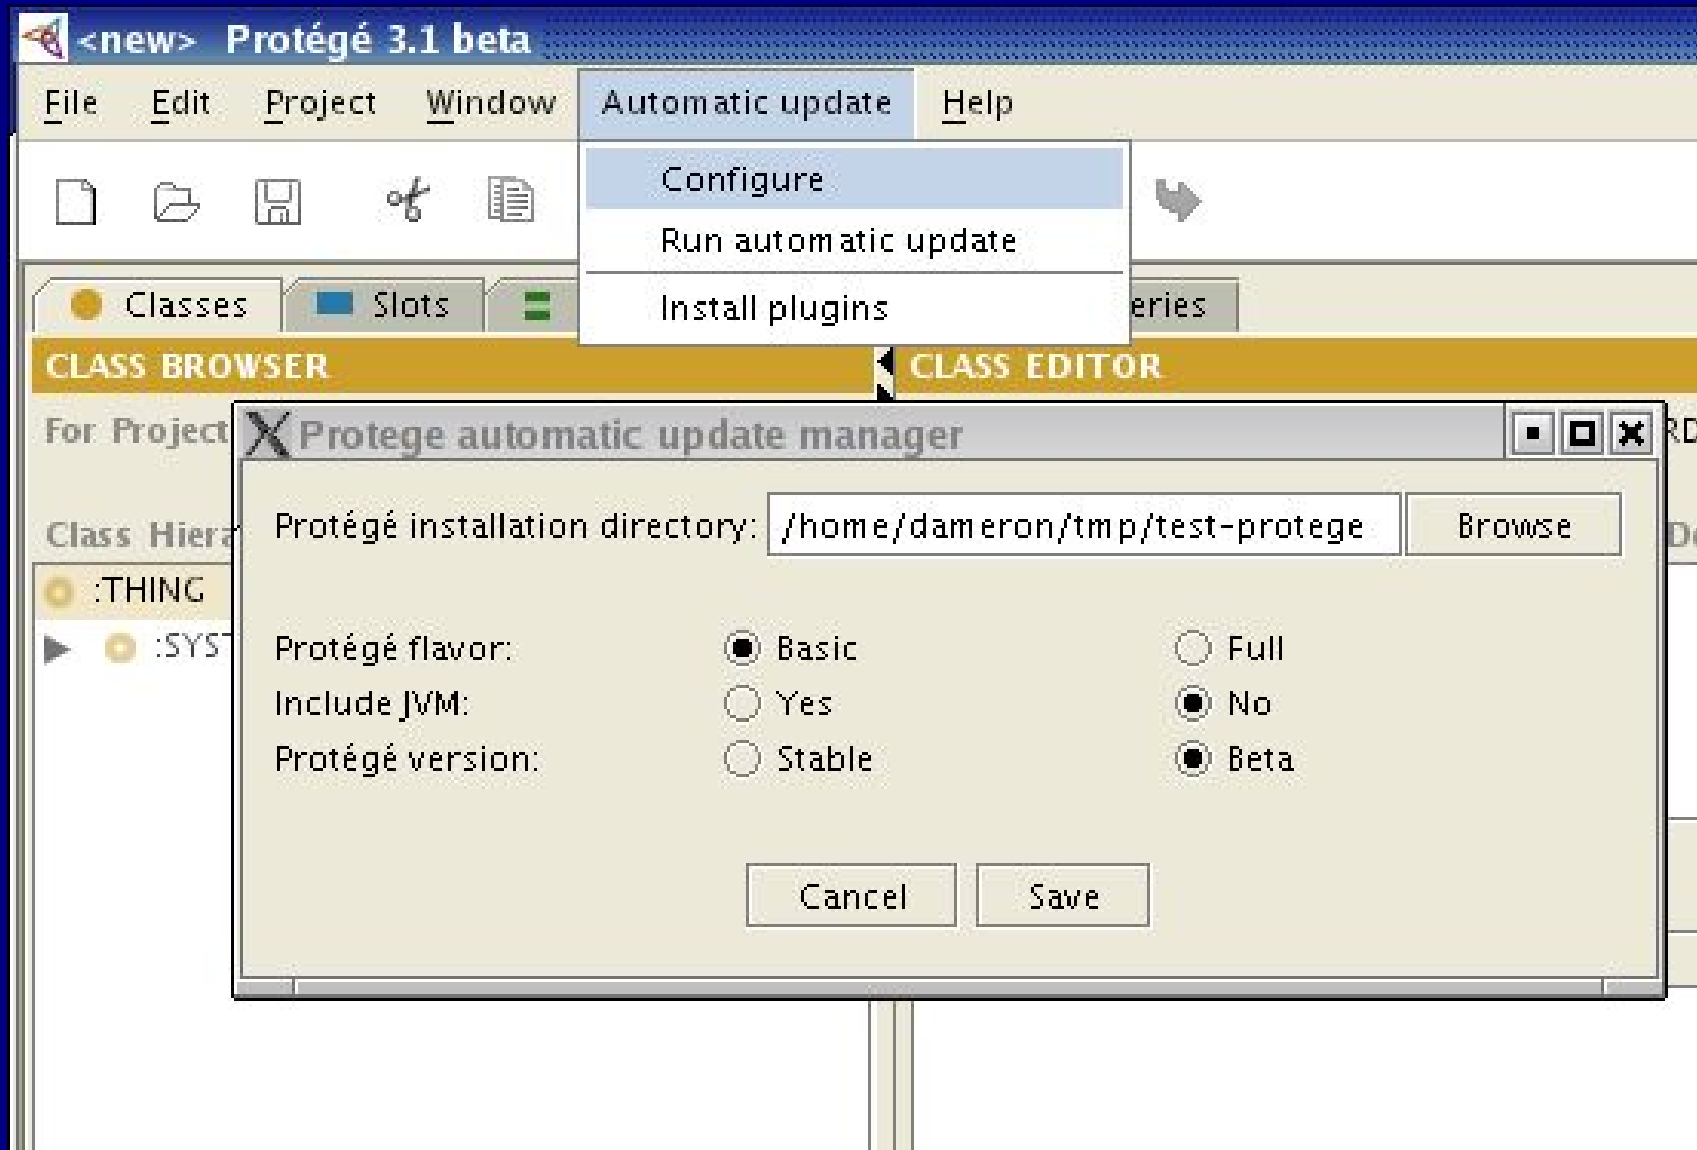 <new> Protégé 3.1 beta
File Edit Project Window Automatic update Help
Configure
Run automatic update
Install plugins
Classes Slots
CLASS BROWSER CLASS EDITOR
For Project
Protege automatic update manager
Class
Protégé installation directory: /home/dameron/tmp/test-protege Browse
:THING
Protégé flavor: Basic Full
Include JVM: Yes No
Protégé version: Stable Beta
Cancel Save